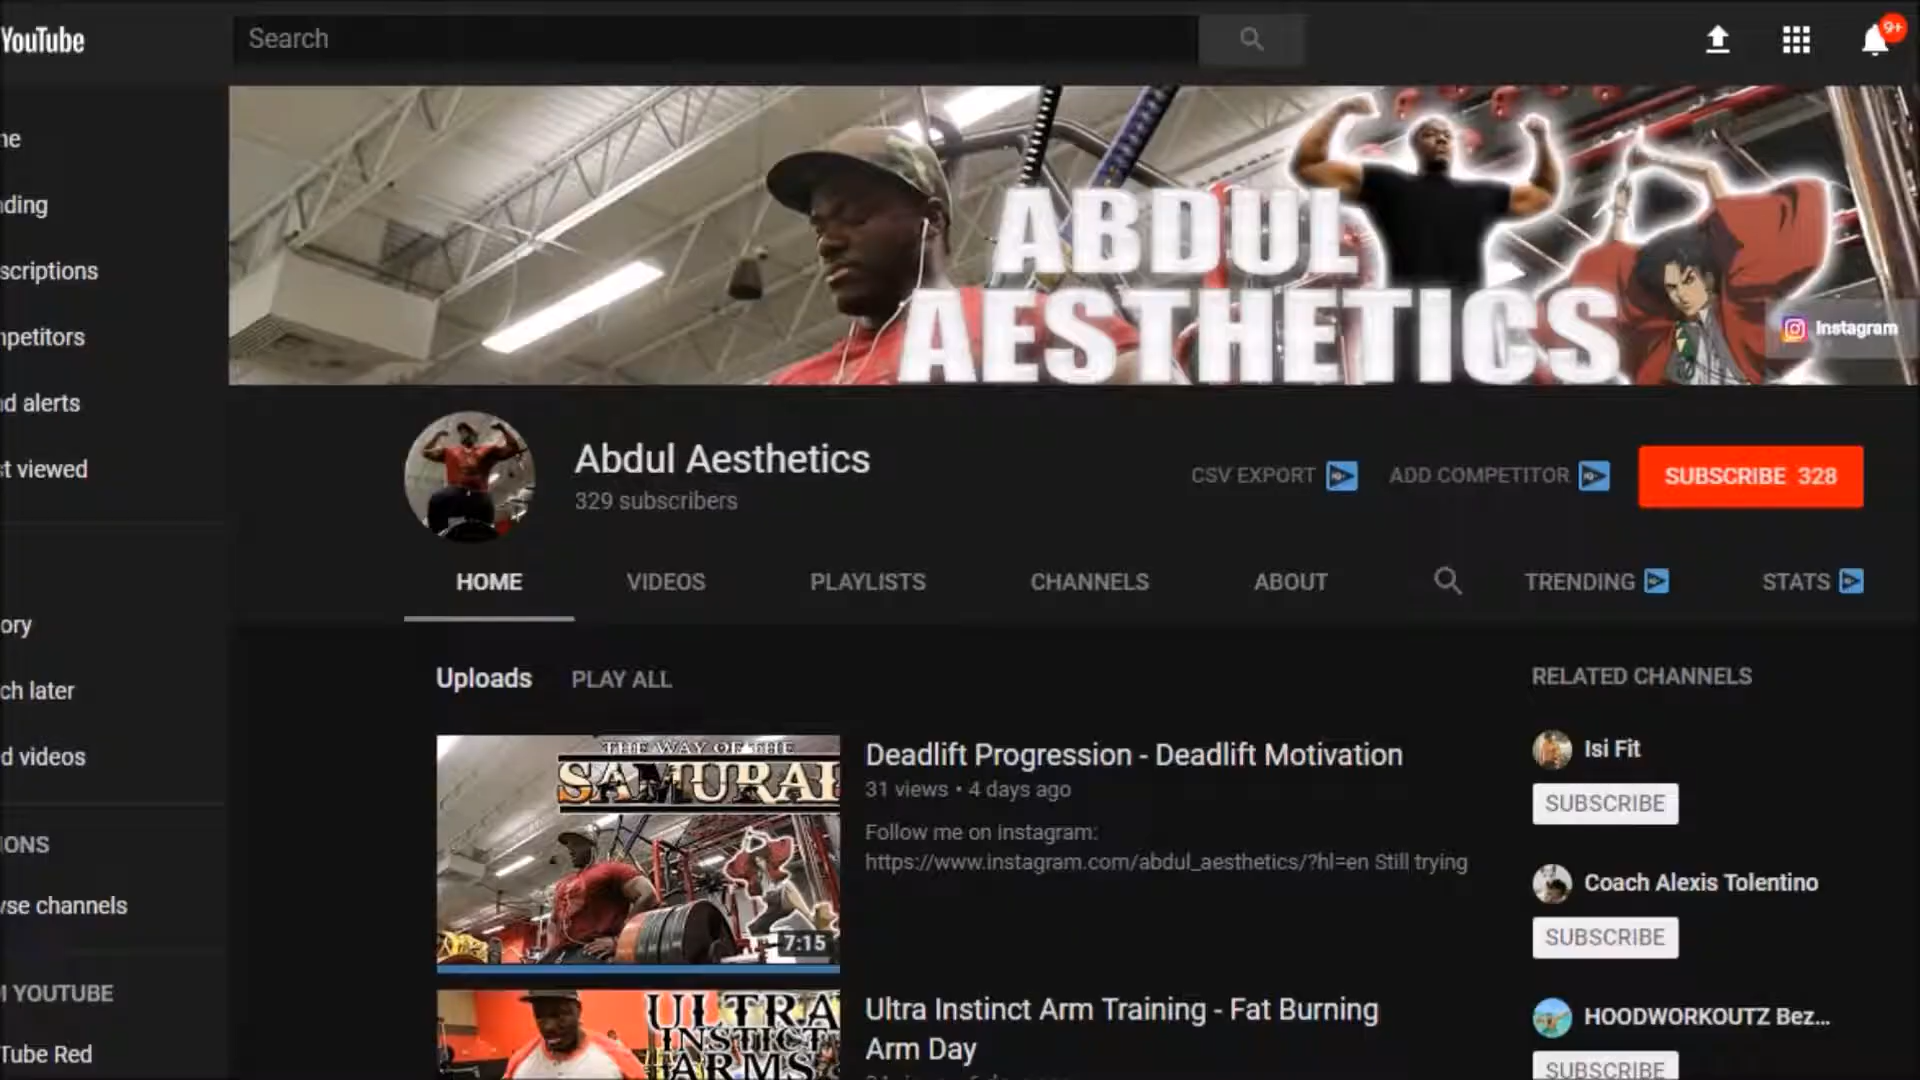 YouTube
Search
9+
ABDUL
AESTHETICS
Instagram
Abdul Aesthetics
329 subscribers
CSV EXPORT
ADD COMPETITOR
SUBSCRIBE 328
HOME
VIDEOS
PLAYLISTS
CHANNELS
ABOUT
TRENDING
STATS
ne
ding
scriptions
npetitors
d alerts
t viewed
ory
ch later
d videos
IONS
vse channels
YOUTUBE
Tube Red
Uploads
PLAY ALL
THE WAY OF THE
SAMURAI
7:15
Deadlift Progression - Deadlift Motivation
31 views • 4 days ago
Follow me on instagram:
https://www.instagram.com/abdul_aesthetics/?hl=en Still trying
ULTRA
INSTICT
ARMS
Ultra Instinct Arm Training - Fat Burning
Arm Day
RELATED CHANNELS
Isi Fit
SUBSCRIBE
Coach Alexis Tolentino
SUBSCRIBE
HOODWORKOUTZ Bez...
SUBSCRIBE